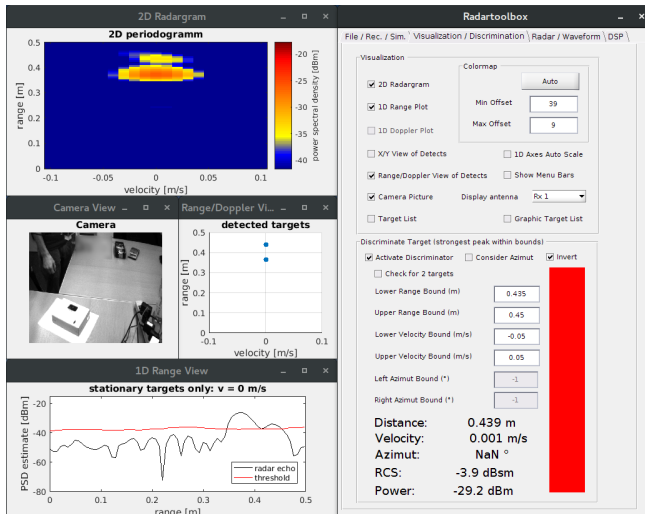 2D Radargram
2D periodogramm
0.5
0.4
0.3
0.2
0.1
0
range [m]
-0.1
-0.05
0
0.05
0.1
velocity [m/s]
-20
-25
-30
-35
-40
power spectral density [dBm]
Camera View
Camera
Range/Doppler Vi...
detected targets
0.5
0.4
0.3
0.2
0.1
0
range [m]
-0.1
0
0.1
velocity [m/s]
1D Range View
stationary targets only: v = 0 m/s
-20
-40
-60
-80
PSD estimate [dBm]
radar echo
threshold
0
0.1
0.2
0.3
0.4
0.5
range [m]
Radartoolbox
File / Rec. / Sim. \ Visualization / Discrimination \ Radar / Waveform \ DSP \
Visualization
2D Radargram
1D Range Plot
1D Doppler Plot
Colormap
Auto
Min Offset 39
Max Offset 9
X/Y View of Detects
1D Axes Auto Scale
Range/Doppler View of Detects
Show Menu Bars
Camera Picture
Display antenna Rx 1
Target List
Graphic Target List
Discriminate Target (strongest peak within bounds)
Activate Discriminator
Consider Azimut
Invert
Check for 2 targets
Lower Range Bound (m) 0.435
Upper Range Bound (m) 0.45
Lower Velocity Bound (m/s) -0.05
Upper Velocity Bound (m/s) 0.05
Left Azimut Bound (°) -1
Right Azimut Bound (°) -1
Distance: 0.439 m
Velocity: 0.001 m/s
Azimut: NaN °
RCS: -3.9 dBsm
Power: -29.2 dBm